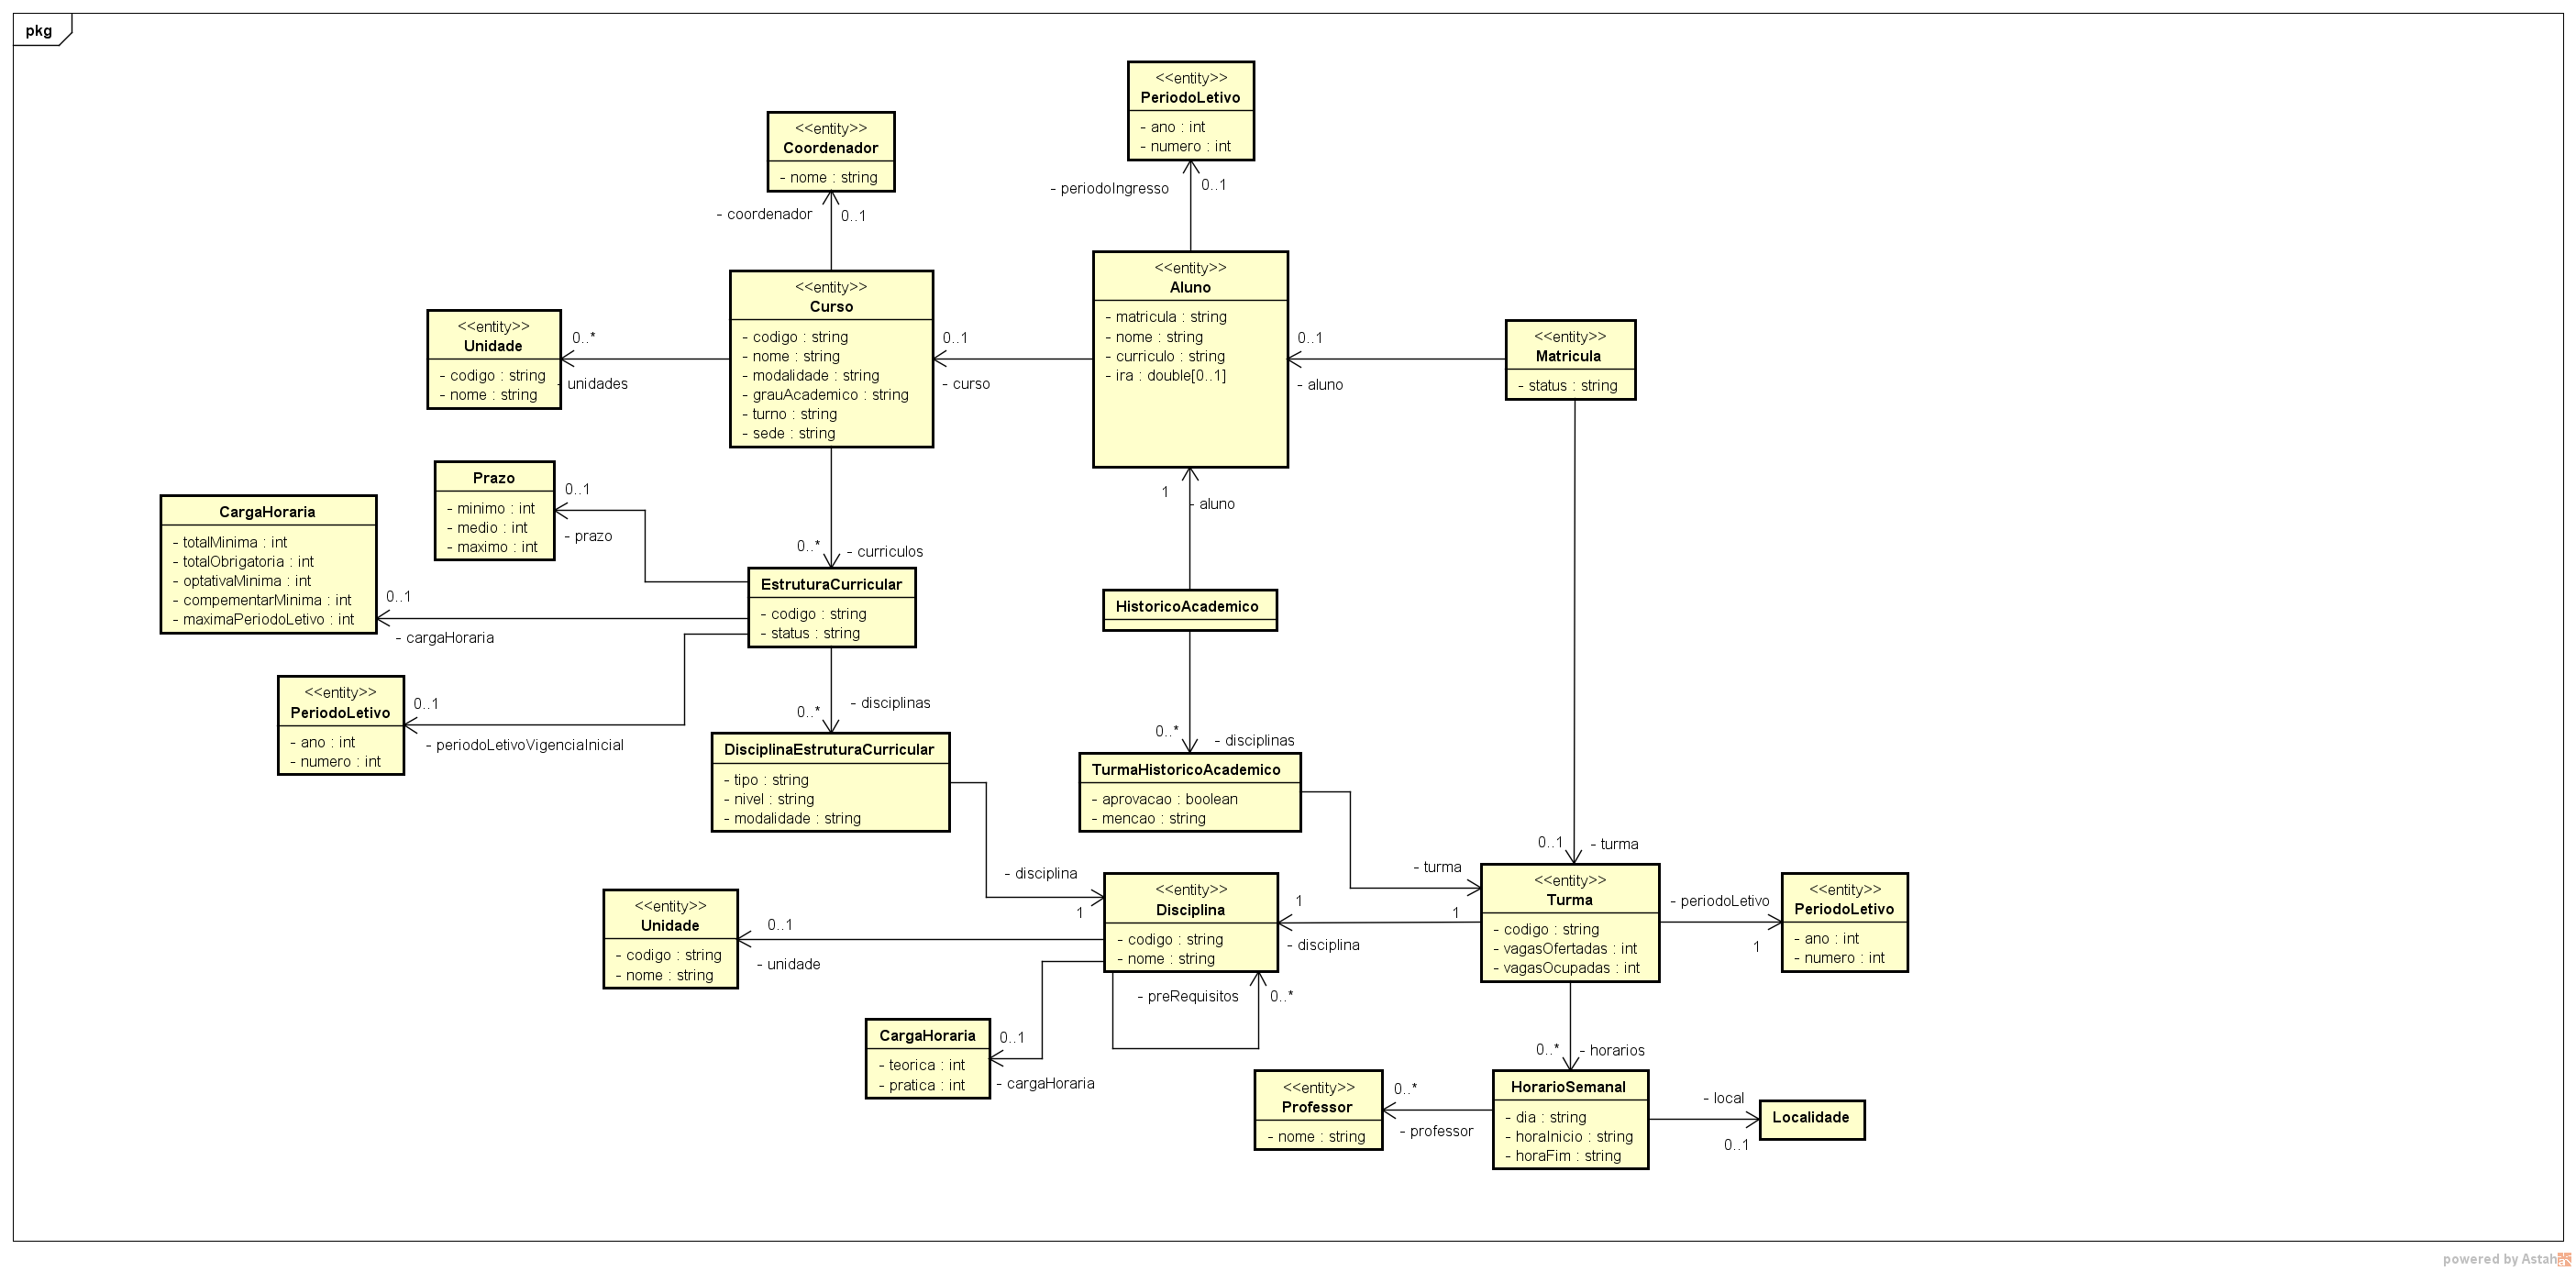 pkg
<<entity>>
PeriodoLetivo
- ano : int
- numero : int
- periodoIngresso
0..1
<<entity>>
Coordenador
- nome : string
- coordenador
0..1
<<entity>>
Curso
- codigo : string
- nome : string
- modalidade : string
- grauAcademico : string
- turno : string
- sede : string
<<entity>>
Aluno
- matricula : string
- nome : string
- curriculo : string
- ira : double[0..1]
<<entity>>
Unidade
- codigo : string
- nome : string
0..*
- unidades
0..1
- curso
0..1
- aluno
<<entity>>
Matricula
- status : string
Prazo
- minimo : int
- medio : int
- maximo : int
0..1
- prazo
CargaHoraria
- totalMinima : int
- totalObrigatoria : int
- optativaMinima : int
- compementarMinima : int
- maximaPeriodoLetivo : int
0..1
- cargaHoraria
0..*
- curriculos
EstruturaCurricular
- codigo : string
- status : string
1
- aluno
HistoricoAcademico
<<entity>>
PeriodoLetivo
- ano : int
- numero : int
0..1
- periodoLetivoVigenciaInicial
0..*
- disciplinas
DisciplinaEstruturaCurricular
- tipo : string
- nivel : string
- modalidade : string
0..*
- disciplinas
TurmaHistoricoAcademico
- aprovacao : boolean
- mencao : string
0..1
- turma
- turma
- disciplina
1
<<entity>>
Disciplina
- codigo : string
- nome : string
1
- disciplina
1
<<entity>>
Turma
- codigo : string
- vagasOfertadas : int
- vagasOcupadas : int
- periodoLetivo
1
<<entity>>
PeriodoLetivo
- ano : int
- numero : int
<<entity>>
Unidade
- codigo : string
- nome : string
0..1
- unidade
- preRequisitos
0..*
CargaHoraria
- teorica : int
- pratica : int
0..1
- cargaHoraria
0..*
- horarios
<<entity>>
Professor
- nome : string
0..*
- professor
HorarioSemanal
- dia : string
- horaInicio : string
- horaFim : string
- local
0..1
Localidade
powered by Astah